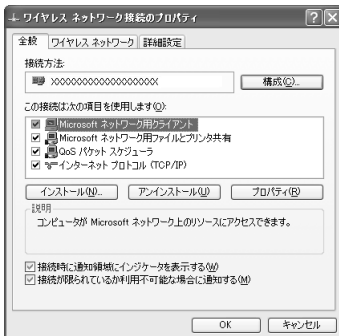 ワイヤレス ネットワーク接続のプロパティ
全般 ワイヤレス ネットワーク 詳細設定
接続方法:
XXXXXXXXXXXXXXXXXX 構成(C)...
この接続は次の項目を使用します(O):
Microsoft ネットワーク用クライアント
Microsoft ネットワーク用ファイルとプリンタ共有
QoS パケット スケジューラ
インターネット プロトコル (TCP/IP)
インストール(N)... アンインストール(U) プロパティ(R)
説明
コンピュータが Microsoft ネットワーク上のリソースにアクセスできます。
接続時に通知領域にインジケータを表示する(W)
接続が限られているか利用不可能な場合に通知する(M)
OK キャンセル